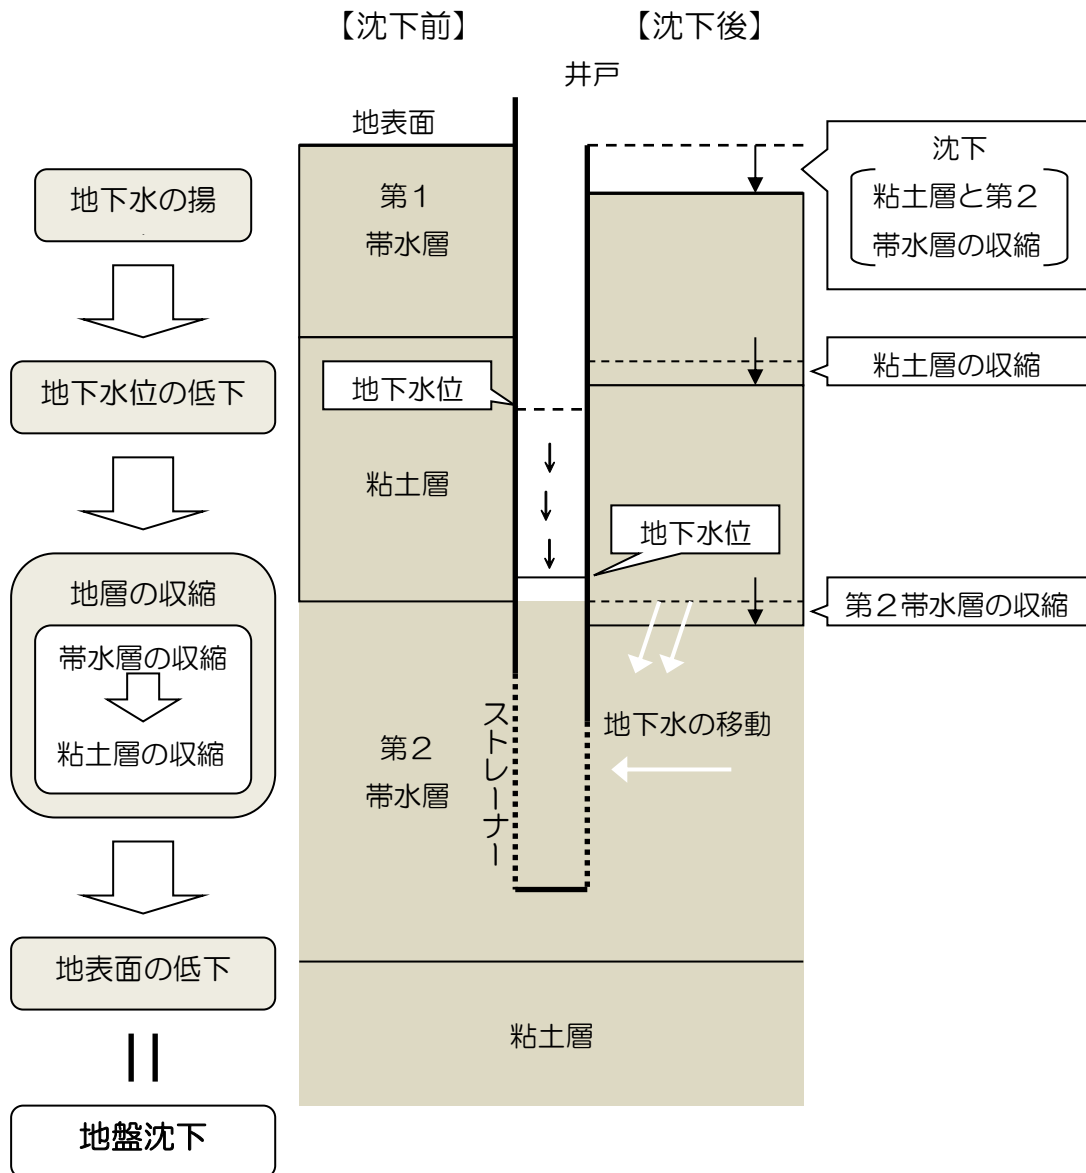 【沈下前】
【沈下後】
井戸
地表面
沈下
粘土層と第2
帯水層の収縮
第1
帯水層
地下水の揚
粘土層の収縮
地下水位
地下水位の低下
粘土層
地下水位
地層の収縮
第2帯水層の収縮
帯水層の収縮
粘土層の収縮
ストレーナー
地下水の移動
第2
帯水層
地表面の低下
粘土層
地盤沈下